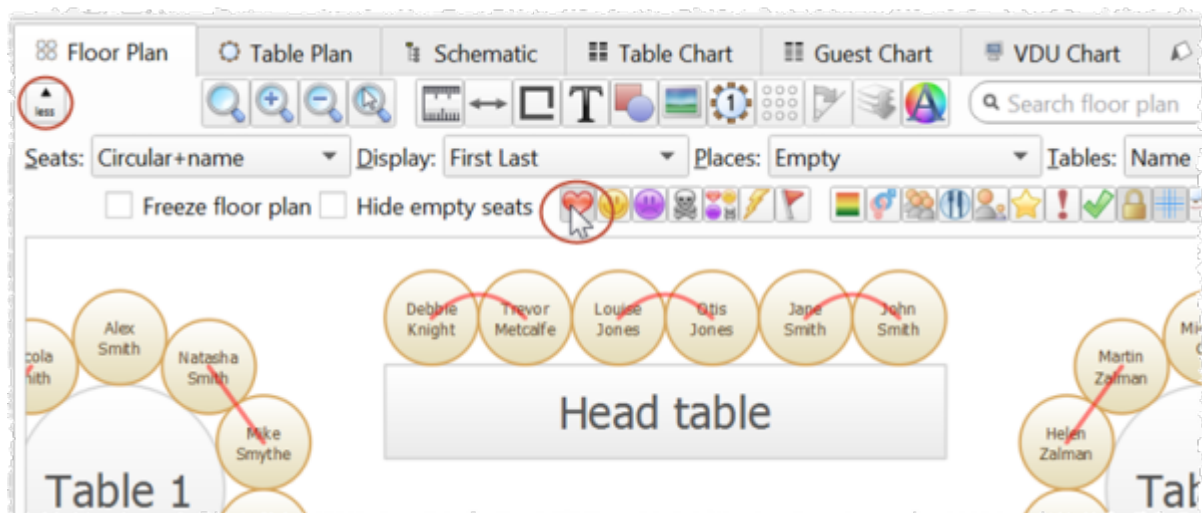 Floor Plan Table Plan Schematic Table Chart Guest Chart VDU Chart
less T 1 A Search floor plan
Seats: Circular+name Display: First Last Places: Empty Tables: Name
Freeze floor plan Hide empty seats
Debbie Knight
Trevor Metcalfe
Louise Jones
Otis Jones
Jane Smith
John Smith
Alex Smith
Natasha Smith
Mike Smythe
Martin Zalman
Helen Zalman
Head table
Table 1